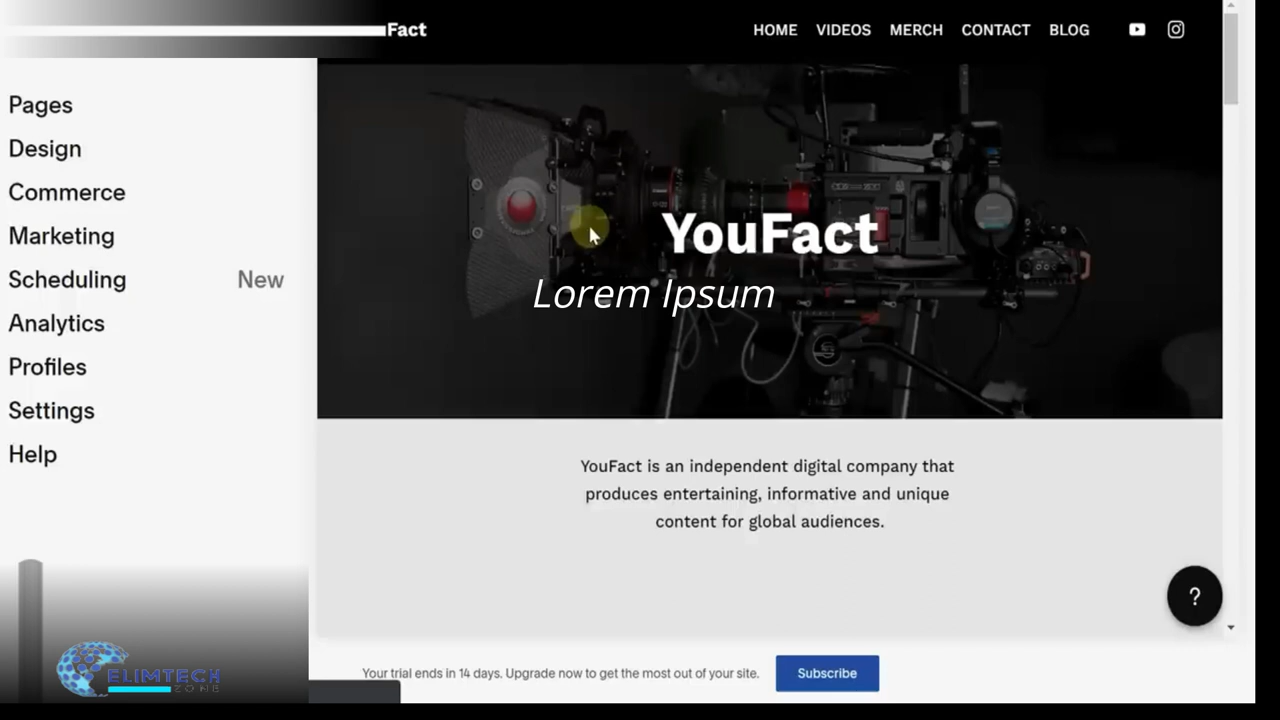 Fact
HOME VIDEOS MERCH CONTACT BLOG
Pages
Design
Commerce
Marketing
Scheduling New
Analytics
Profiles
Settings
Help
YouFact
Lorem Ipsum
YouFact is an independent digital company that
produces entertaining, informative and unique
content for global audiences.
?
Your trial ends in 14 days. Upgrade now to get the most out of your site.
Subscribe
ELIMTECH
ZONE